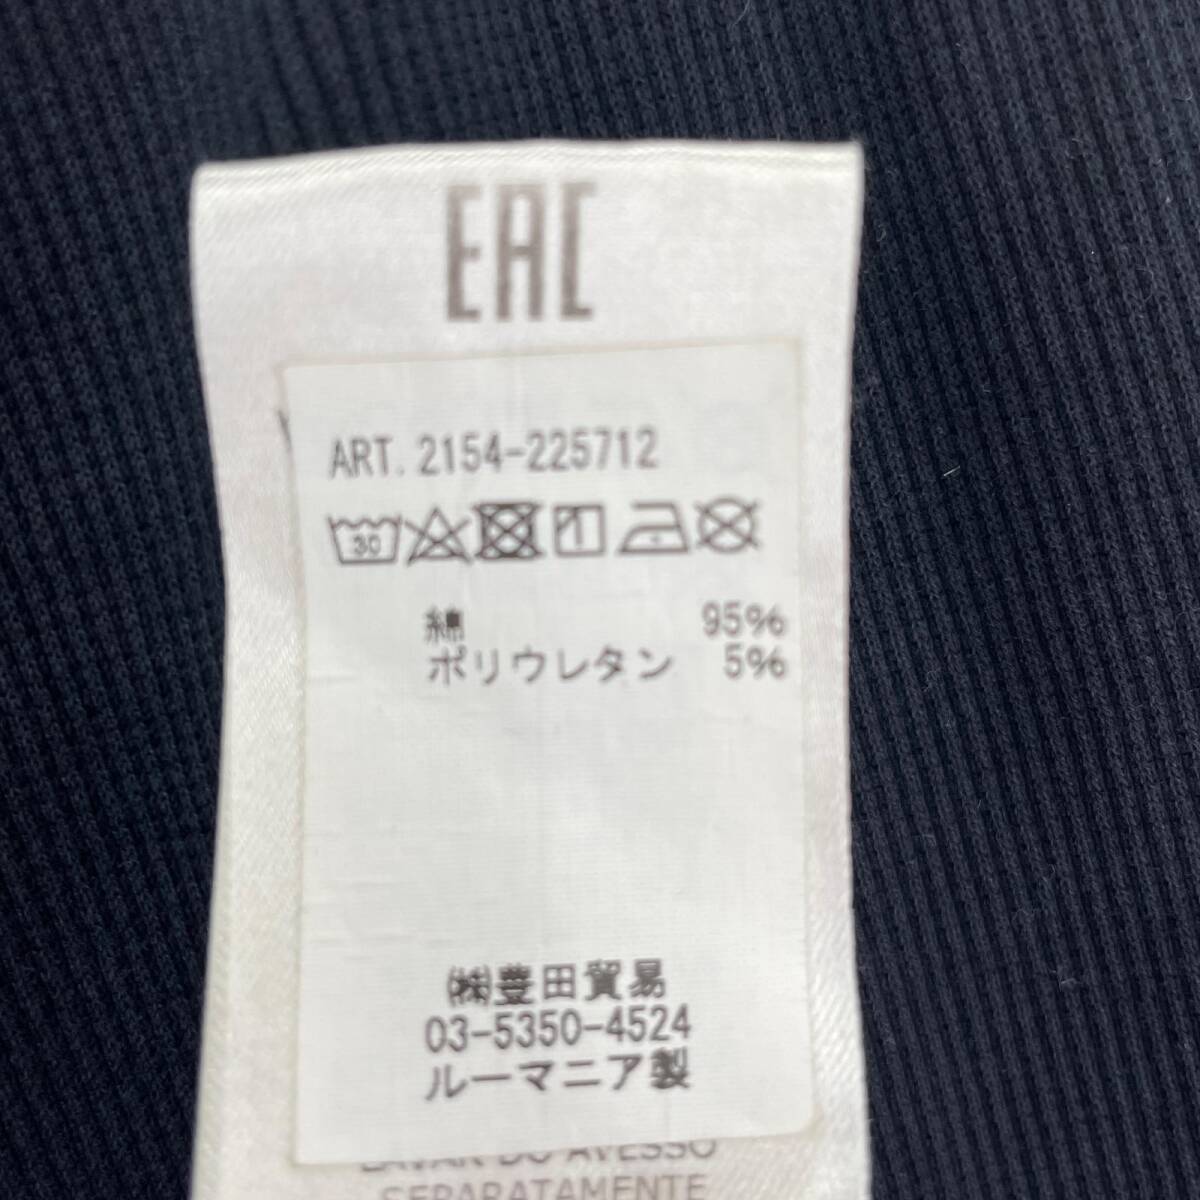 EAC
ART. 2154-225712
30
綿 95%
ポリウレタン 5%
㈱豊田貿易
03-5350-4524
ルーマニア製
LAVAR DO AVESSO
SEPARATAMENTE